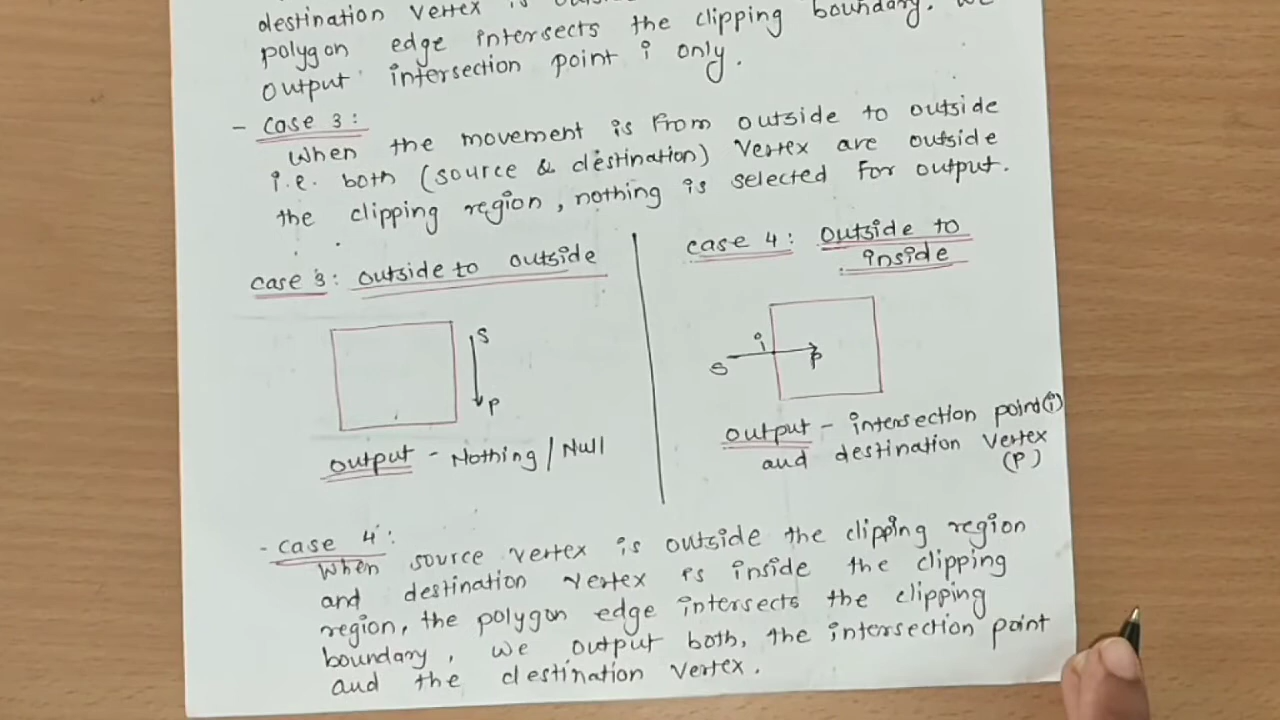 destination vertex is
polygon edge intersects the clipping boundary. We
output intersection point i only.
- Case 3:
When the movement is From outside to outside
i.e. both (source & destination) vertex are outside
the clipping region, nothing is selected For output.
case 3: outside to outside
S
P
output - Nothing / Null
case 4: outside to
inside
i
S
P
output - intersection point(i)
and destination vertex
(P)
- Case 4:
When source vertex is outside the clipping region
and destination vertex is inside the clipping
region, the polygon edge intersects the clipping
boundary, we output both, the intersection point
and the destination vertex.